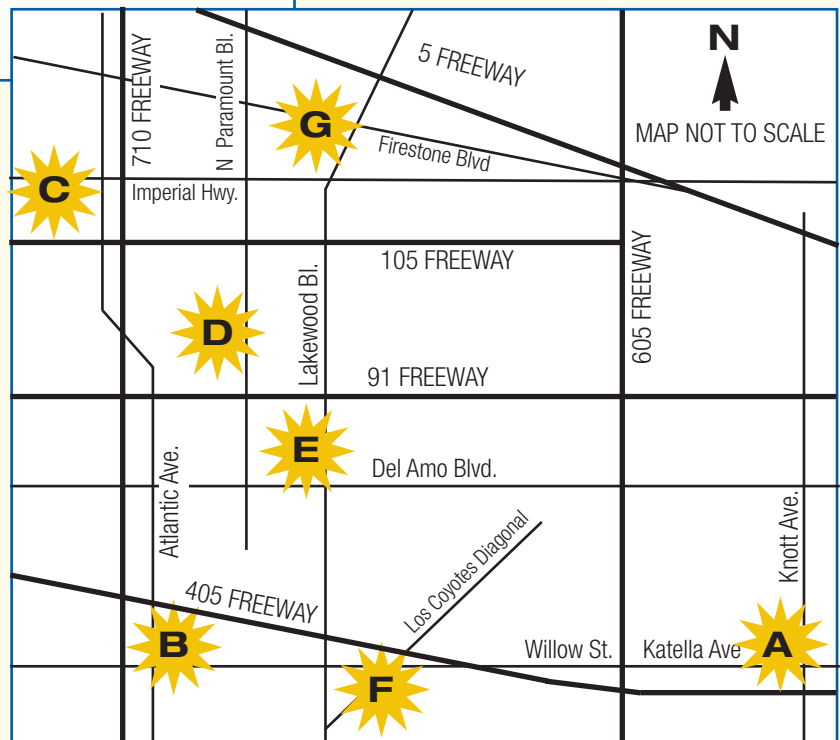 N
MAP NOT TO SCALE
5 FREEWAY
710 FREEWAY
N Paramount Bl.
G
Firestone Blvd
C
Imperial Hwy.
105 FREEWAY
605 FREEWAY
D
Lakewood Bl.
91 FREEWAY
E
Del Amo Blvd.
Atlantic Ave.
Knott Ave.
Los Coyotes Diagonal
405 FREEWAY
B
Willow St.
Katella Ave
A
F